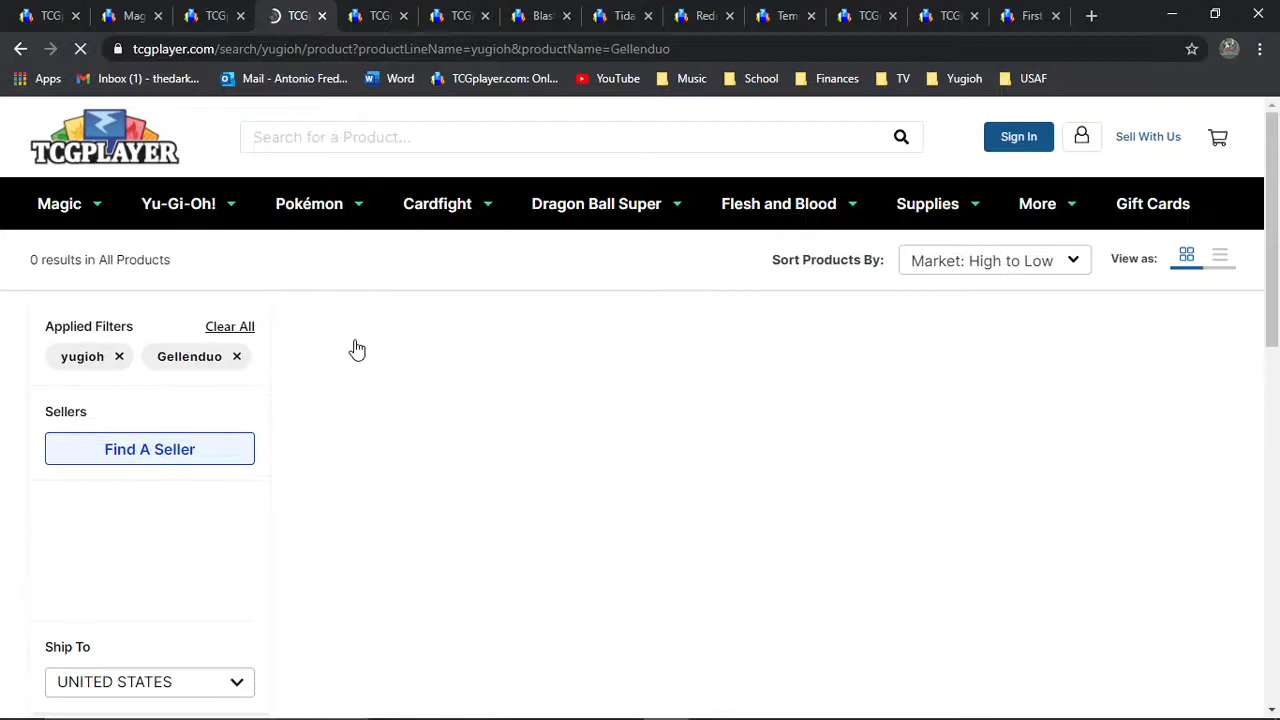 TCG Mag TCG TCG TCG TCG Blas Tida Red Tem TCG TCG First
tcgplayer.com/search/yugioh/product?productLineName=yugioh&productName=Gellenduo
Apps Inbox (1) - thedark... Mail - Antonio Fred... Word TCGplayer.com: Onl... YouTube Music School Finances TV Yugioh USAF
TCGPLAYER
Search for a Product...
Sign In
Sell With Us
Magic Yu-Gi-Oh! Pokémon Cardfight Dragon Ball Super Flesh and Blood Supplies More Gift Cards
0 results in All Products
Sort Products By: Market: High to Low View as:
Applied Filters Clear All
yugioh × Gellenduo ×
Sellers
Find A Seller
Ship To
UNITED STATES